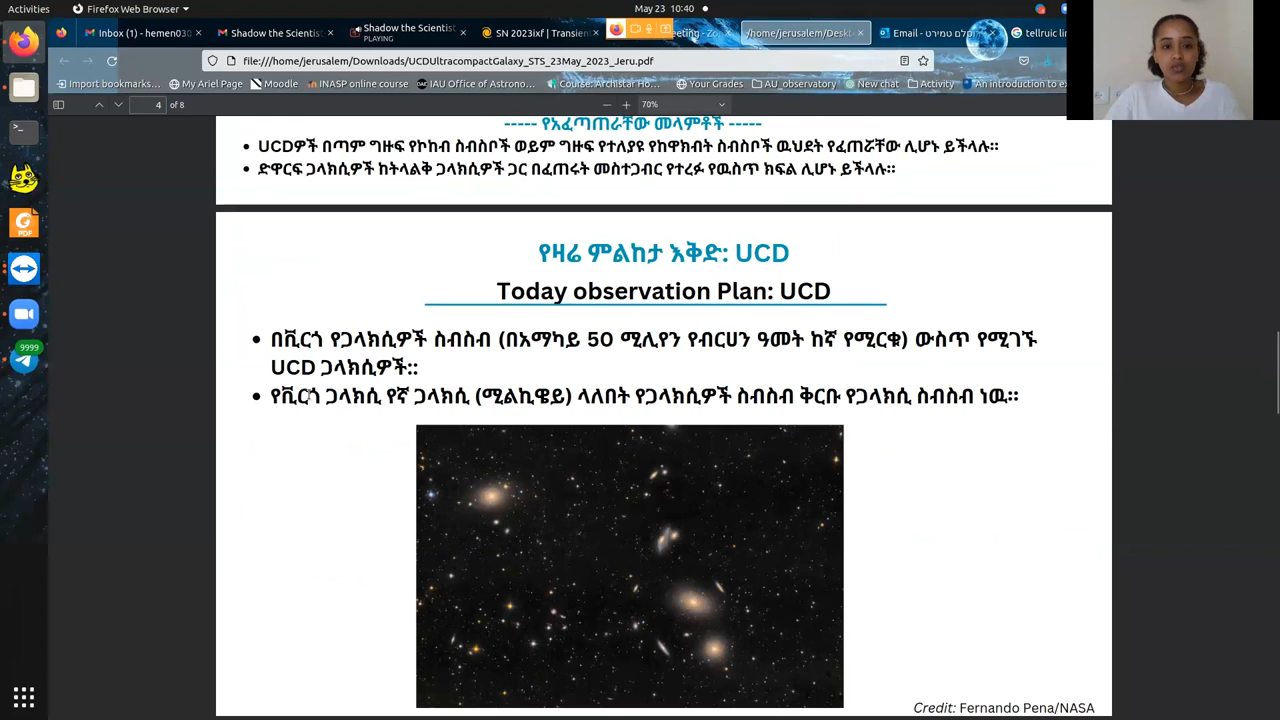 Activities
Firefox Web Browser
May 23 10:40
Inbox (1) - hemen030
Shadow the Scientist
Shadow the Scientist
PLAYING
SN 2023ixf | Transient
eeting - Zo
/home/jerusalem/Deskt
Email –
tellruic lin
file:///home/jerusalem/Downloads/UCDUltracompactGalaxy_STS_23May_2023_Jeru.pdf
Import bookmarks...
My Ariel Page
Moodle
INASP online course
IAU Office of Astrono...
Course: Archistar Ho...
Your Grades
AU_observatory
New chat
Activity
An introduction to ex
4 of 8
70%
----- የአፈጣጠራቸው መላምቶች -----
• UCDዎች በጣም ግዙፍ የኮከብ ስብስቦች ወይም ግዙፍ የተለያዩ የከዋክብት ስብስቦች ዉህደት የፈጠሯቸው ሊሆኑ ይችላሉ።
• ድዋርፍ ጋላክሲዎች ከትላልቅ ጋላክሲዎች ጋር በፈጠሩት መስተጋብር የተረፉ የዉስጥ ክፍል ሊሆኑ ይችላሉ።
የዛሬ ምልከታ እቅድ: UCD
Today observation Plan: UCD
• በቪርጎ የጋላክሲዎች ስብስብ (በአማካይ 50 ሚሊየን የብርሀን ዓመት ከኛ የሚርቁ) ውስጥ የሚገኙ
UCD ጋላክሲዎች::
• የቪርጎ ጋላክሲ የኛ ጋላክሲ (ሚልኪዌይ) ላለበት የጋላክሲዎች ስብስብ ቅርቡ የጋላክሲ ስብስብ ነዉ።
Credit: Fernando Pena/NASA
PDF
9999